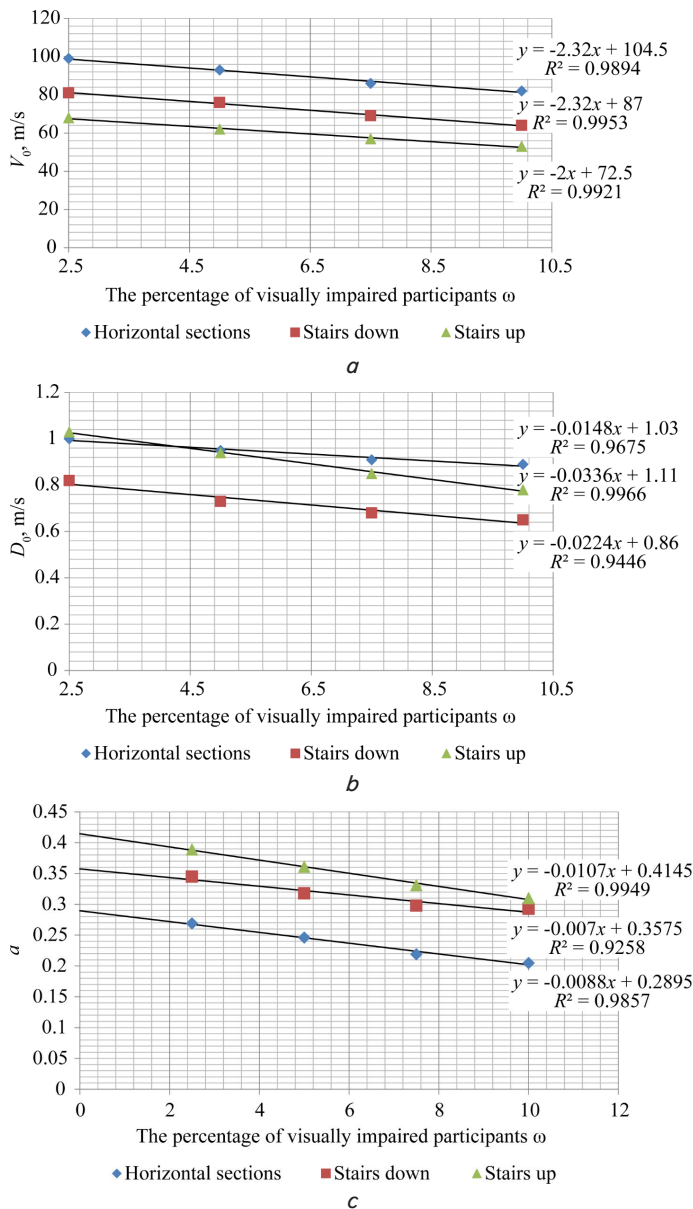 120
100
80
60
40
20
0
V₀, m/s
y = -2.32x + 104.5
R² = 0.9894
y = -2.32x + 87
R² = 0.9953
y = -2x + 72.5
R² = 0.9921
2.5 4.5 6.5 8.5 10.5
The percentage of visually impaired participants ω
Horizontal sections Stairs down Stairs up
a
1.2
1
0.8
0.6
0.4
0.2
0
D₀, m/s
y = -0.0148x + 1.03
R² = 0.9675
y = -0.0336x + 1.11
R² = 0.9966
y = -0.0224x + 0.86
R² = 0.9446
2.5 4.5 6.5 8.5 10.5
The percentage of visually impaired participants ω
Horizontal sections Stairs down Stairs up
b
0.45
0.4
0.35
0.3
0.25
0.2
0.15
0.1
0.05
0
a
y = -0.0107x + 0.4145
R² = 0.9949
y = -0.007x + 0.3575
R² = 0.9258
y = -0.0088x + 0.2895
R² = 0.9857
0 2 4 6 8 10 12
The percentage of visually impaired participants ω
Horizontal sections Stairs down Stairs up
c